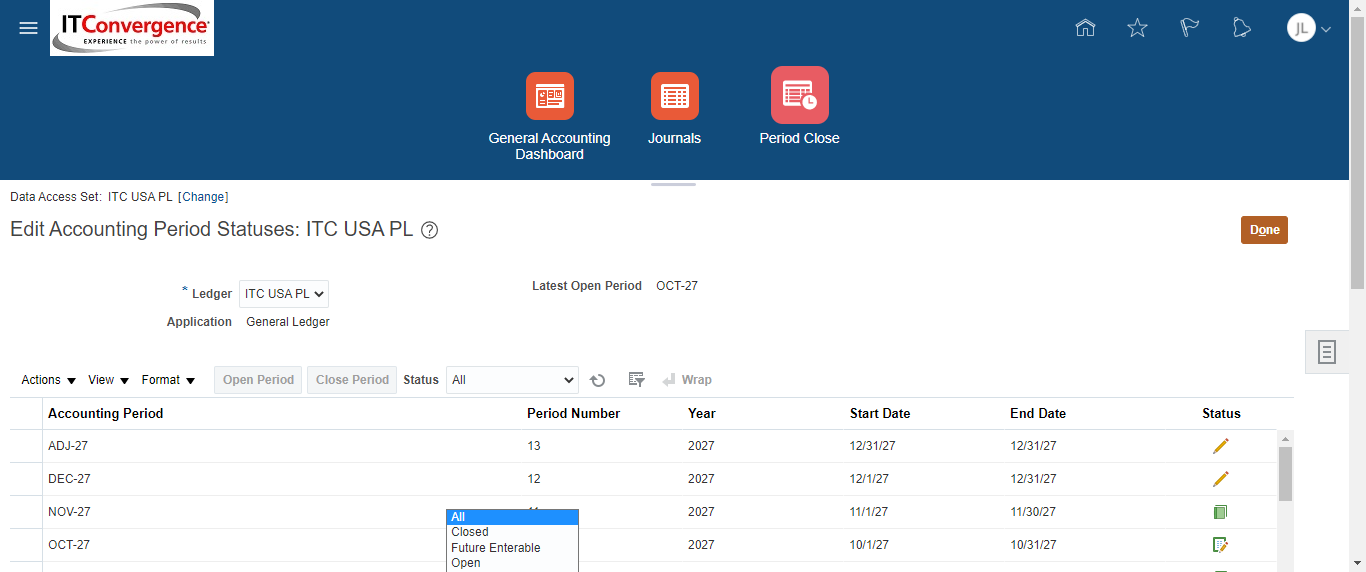 ITConvergence
EXPERIENCE the power of results
JL
General Accounting Dashboard
Journals
Period Close
Data Access Set: ITC USA PL [Change]
Edit Accounting Period Statuses: ITC USA PL ?
Done
* Ledger ITC USA PL
Latest Open Period OCT-27
Application General Ledger
Actions View Format Open Period Close Period Status All Wrap
Accounting Period Period Number Year Start Date End Date Status
ADJ-27 13 2027 12/31/27 12/31/27
DEC-27 12 2027 12/1/27 12/31/27
NOV-27 2027 11/1/27 11/30/27
All
Closed
OCT-27 2027 10/1/27 10/31/27
Future Enterable
Open